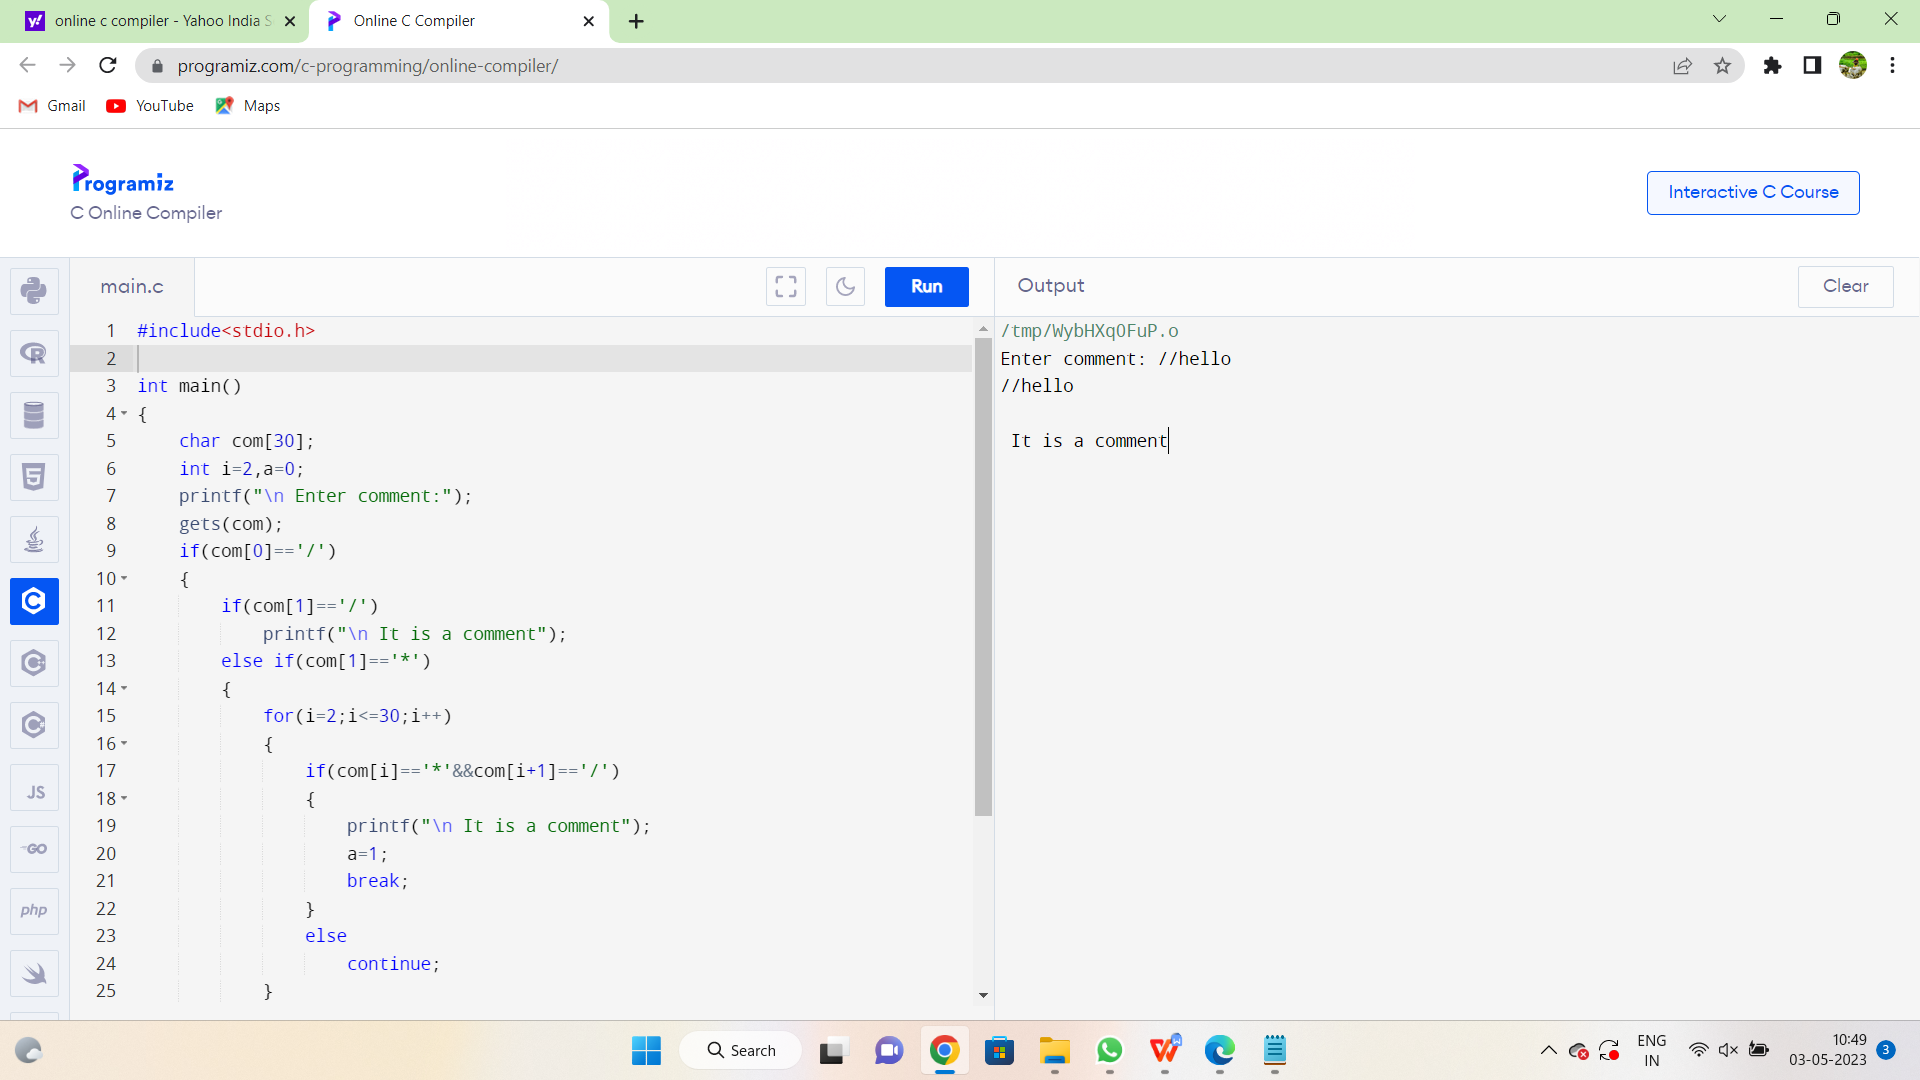 online c compiler - Yahoo India S
Online C Compiler
programiz.com/c-programming/online-compiler/
Gmail
YouTube
Maps
Programiz
C Online Compiler
Interactive C Course
main.c
Run
Output
Clear
1 #include<stdio.h>
2
3 int main()
4 {
5 char com[30];
6 int i=2,a=0;
7 printf("\n Enter comment:");
8 gets(com);
9 if(com[0]=='/')
10 {
11 if(com[1]=='/')
12 printf("\n It is a comment");
13 else if(com[1]=='*')
14 {
15 for(i=2;i<=30;i++)
16 {
17 if(com[i]=='*'&&com[i+1]=='/')
18 {
19 printf("\n It is a comment");
20 a=1;
21 break;
22 }
23 else
24 continue;
25 }
/tmp/WybHXq0FuP.o
Enter comment: //hello
//hello
It is a comment
JS
GO
php
Search
ENG
IN
10:49
03-05-2023
3